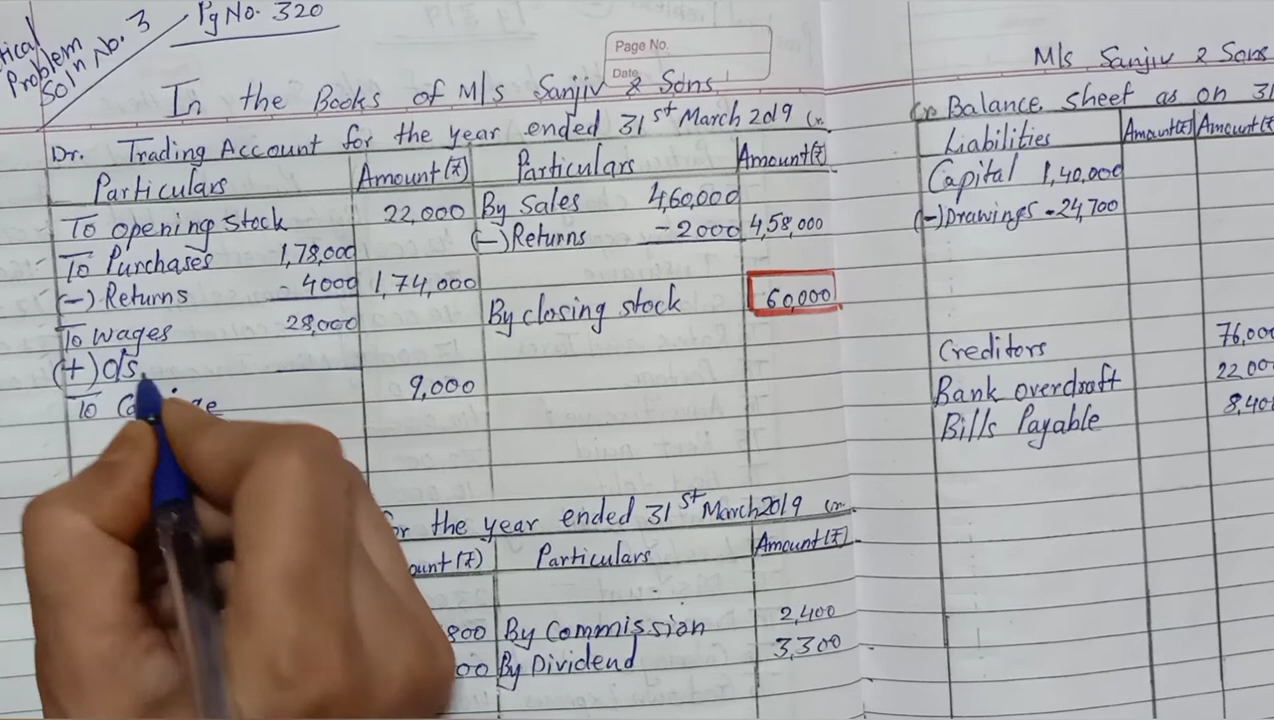 Problem
Soln No. 3
Pg No. 320
Page No.
Date
In the Books of M/s Sanjiv & Sons
Dr. Trading Account for the year ended 31st March 2019 Cr.
Particulars Amount(₹) Particulars Amount(₹)
To opening stock 22,000 By Sales 4,60,000
To Purchases 1,78,000 (-) Returns - 2000 4,58,000
(-) Returns 4000 1,74,000
To wages 28,000 By closing stock 60,000
(+) O/s.
To 9,000
for the year ended 31st March 2019 Cr.
Particulars Amount(₹)
By Commission 2,400
By Dividend 3,300
M/s Sanjiv & Sons
Balance Sheet as on 31
Liabilities Amount(₹) Amount(₹
Capital 1,40,000
(-) Drawings - 24,700
Creditors 76,000
Bank overdraft
Bills Payable